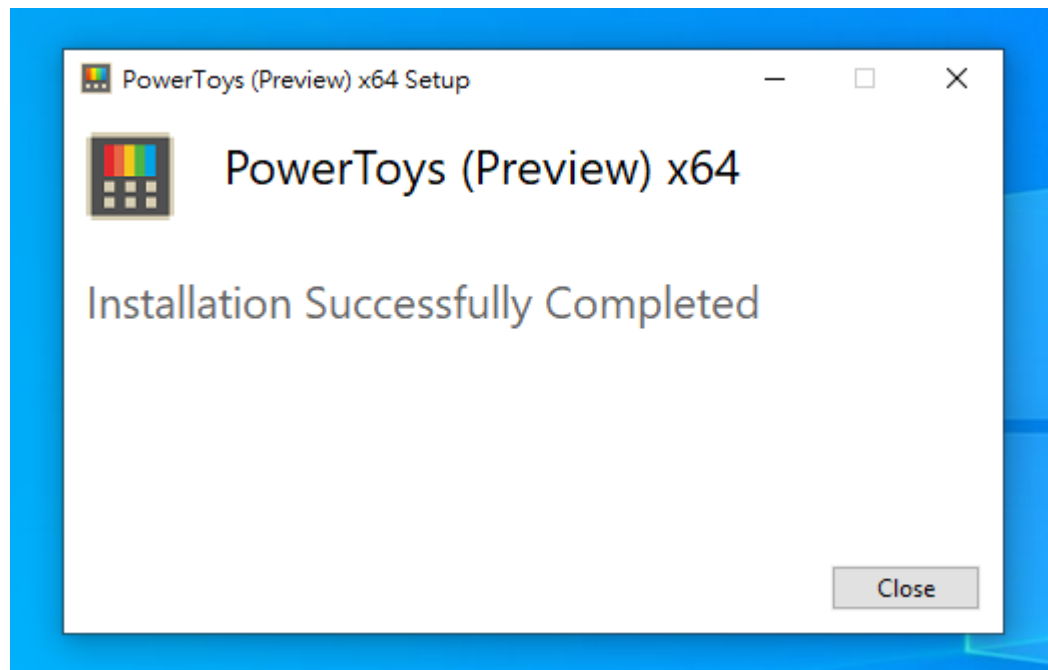 PowerToys (Preview) x64 Setup
PowerToys (Preview) x64
Installation Successfully Completed
Close